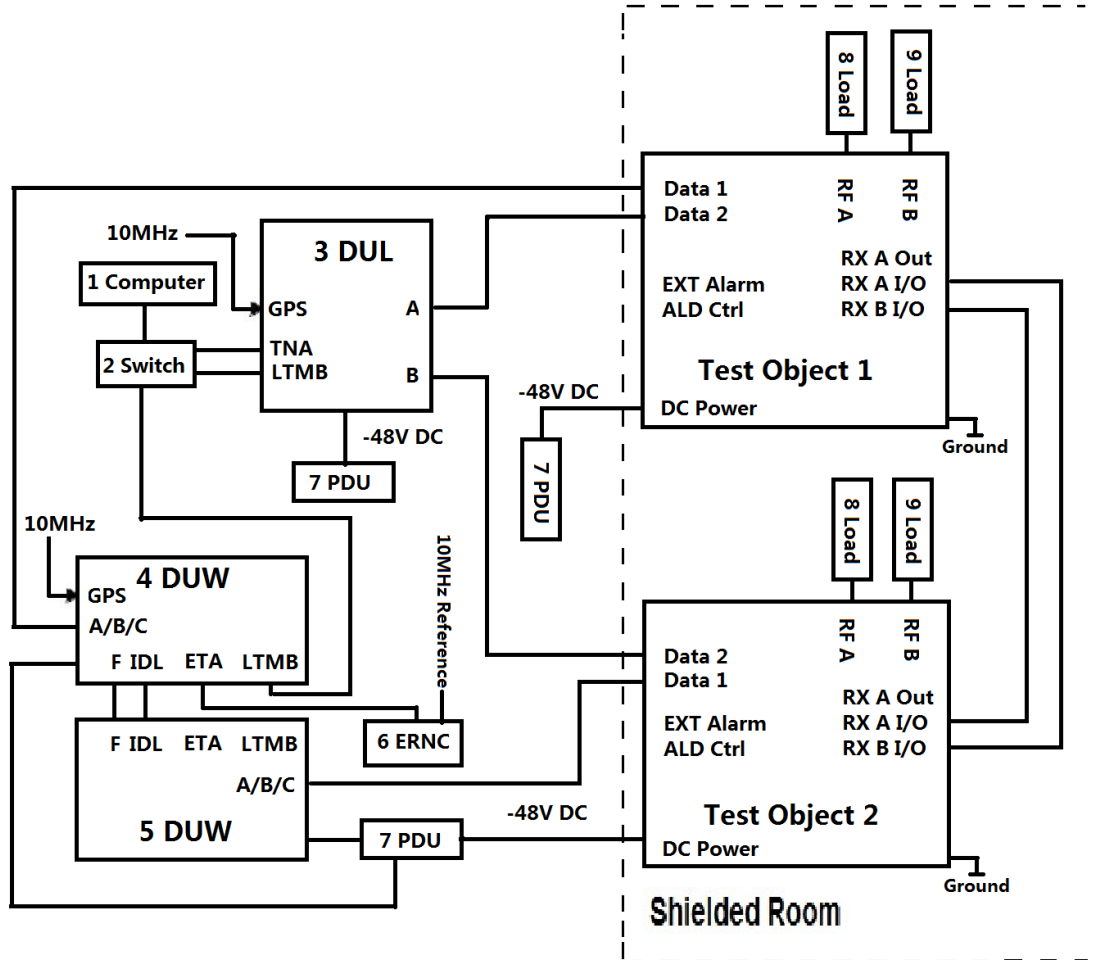 8 Load
9 Load
Data 1
Data 2
RF A
RF B
RX A Out
EXT Alarm
RX A I/O
ALD Ctrl
RX B I/O
Test Object 1
DC Power
Ground
10MHz
3 DUL
1 Computer
GPS
A
2 Switch
TNA
LTMB
B
-48V DC
7 PDU
-48V DC
7 PDU
10MHz
4 DUW
GPS
A/B/C
F IDL ETA LTMB
10MHz Reference
6 ERNC
F IDL ETA LTMB
A/B/C
5 DUW
7 PDU
-48V DC
8 Load
9 Load
RF A
RF B
Data 2
Data 1
RX A Out
EXT Alarm
RX A I/O
ALD Ctrl
RX B I/O
Test Object 2
DC Power
Ground
Shielded Room